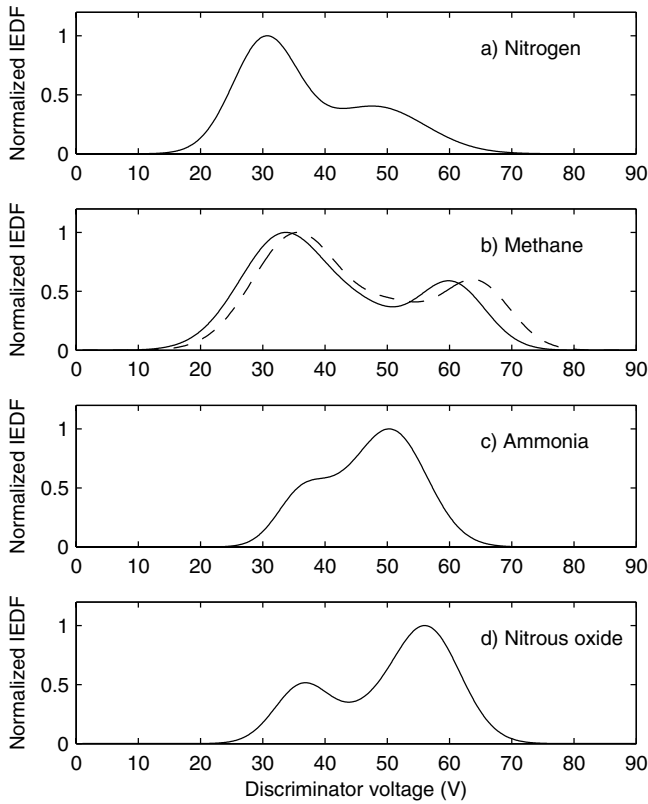 Normalized IEDF
1
0.5
0
a) Nitrogen
0 10 20 30 40 50 60 70 80 90
Normalized IEDF
1
0.5
0
b) Methane
0 10 20 30 40 50 60 70 80 90
Normalized IEDF
1
0.5
0
c) Ammonia
0 10 20 30 40 50 60 70 80 90
Normalized IEDF
1
0.5
0
d) Nitrous oxide
0 10 20 30 40 50 60 70 80 90
Discriminator voltage (V)